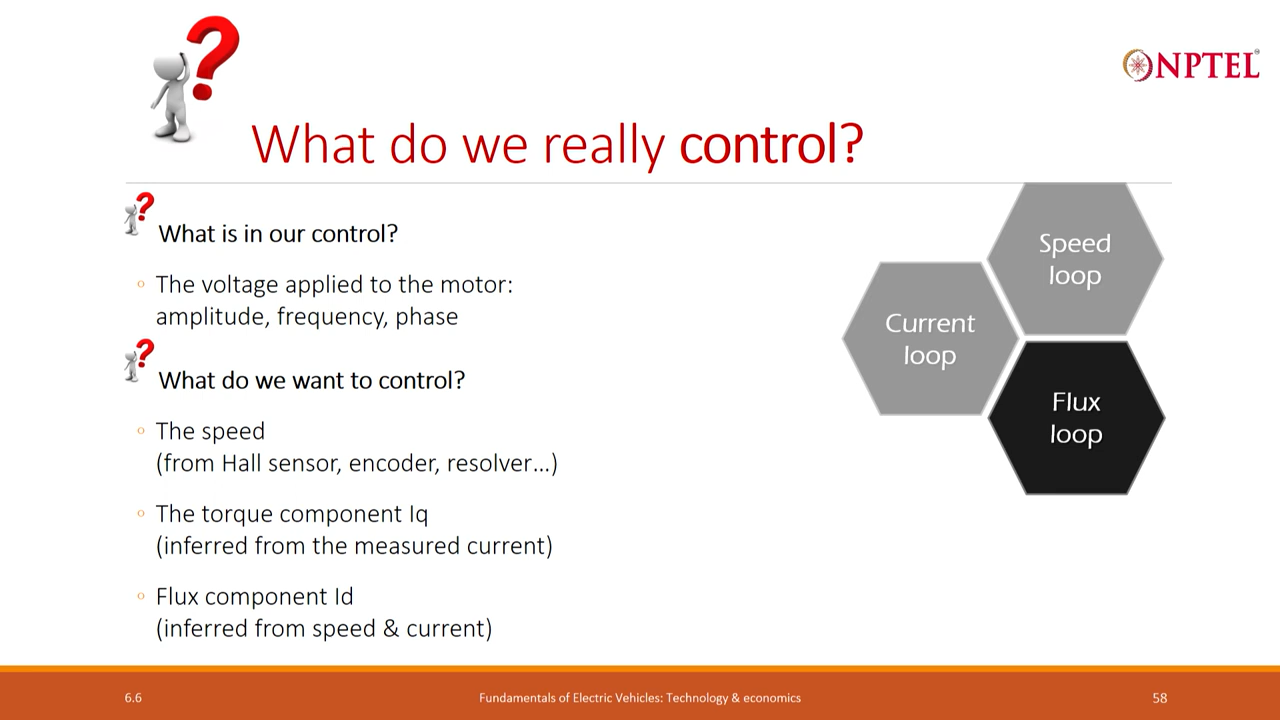 NPTEL
What do we really control?
What is in our control?
◦ The voltage applied to the motor:
amplitude, frequency, phase
What do we want to control?
◦ The speed
(from Hall sensor, encoder, resolver...)
◦ The torque component Iq
(inferred from the measured current)
◦ Flux component Id
(inferred from speed & current)
Speed
loop
Current
loop
Flux
loop
6.6
Fundamentals of Electric Vehicles: Technology & economics
58